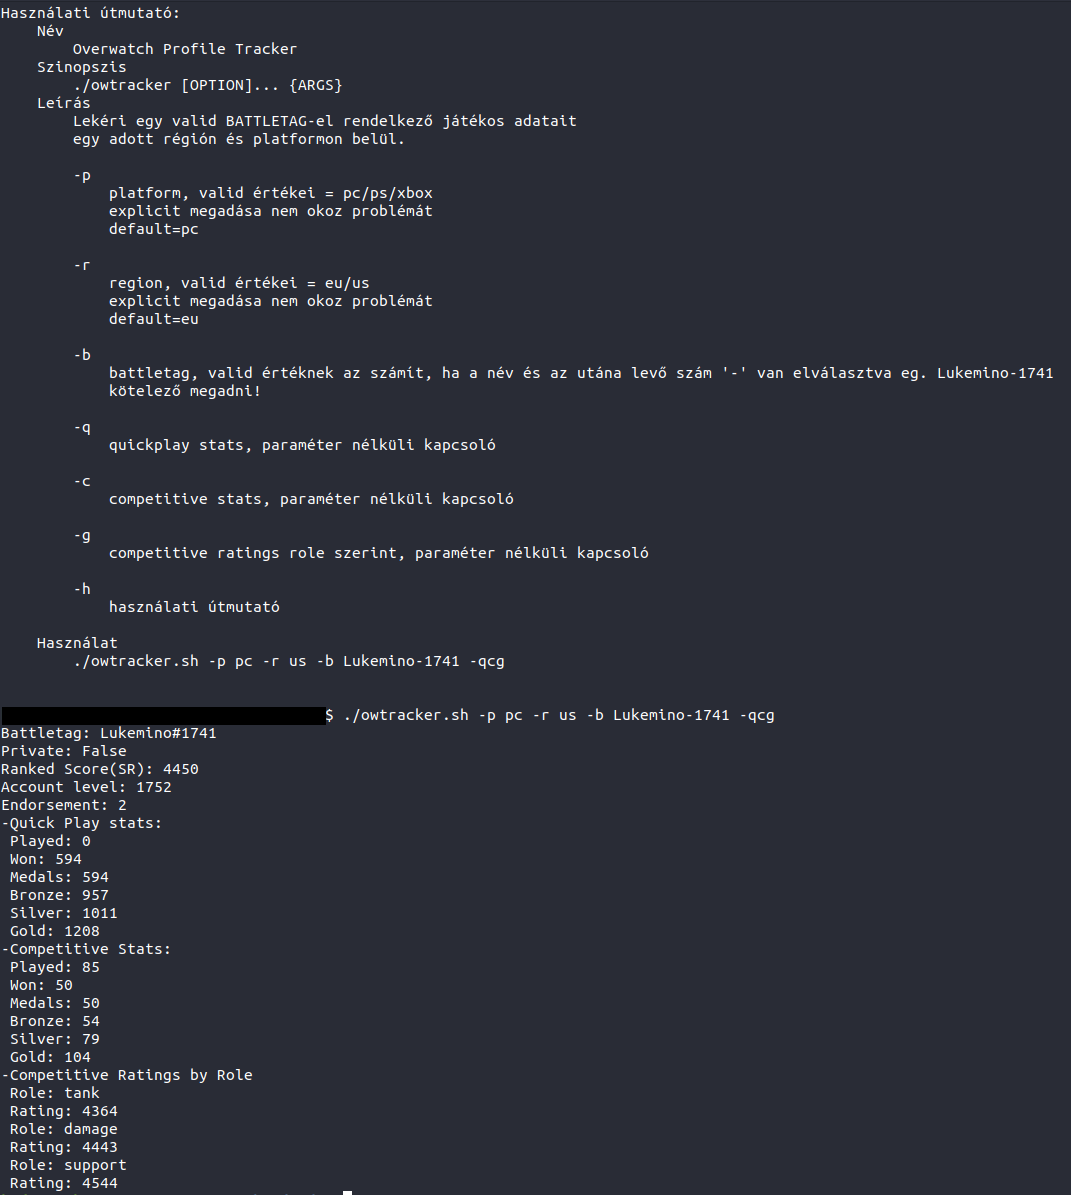 Használati útmutató:
Név
Overwatch Profile Tracker
Szinopszis
./owtracker [OPTION]... {ARGS}
Leírás
Lekéri egy valid BATTLETAG-el rendelkező játékos adatait
egy adott régión és platformon belül.
-p
platform, valid értékei = pc/ps/xbox
explicit megadása nem okoz problémát
default=pc
-r
region, valid értékei = eu/us
explicit megadása nem okoz problémát
default=eu
-b
battletag, valid értéknek az számít, ha a név és az utána levő szám '-' van elválasztva eg. Lukemino-1741
kötelező megadni!
-q
quickplay stats, paraméter nélküli kapcsoló
-c
competitive stats, paraméter nélküli kapcsoló
-g
competitive ratings role szerint, paraméter nélküli kapcsoló
-h
használati útmutató
Használat
./owtracker.sh -p pc -r us -b Lukemino-1741 -qcg
$ ./owtracker.sh -p pc -r us -b Lukemino-1741 -qcg
Battletag: Lukemino#1741
Private: False
Ranked Score(SR): 4450
Account level: 1752
Endorsement: 2
-Quick Play stats:
Played: 0
Won: 594
Medals: 594
Bronze: 957
Silver: 1011
Gold: 1208
-Competitive Stats:
Played: 85
Won: 50
Medals: 50
Bronze: 54
Silver: 79
Gold: 104
-Competitive Ratings by Role
Role: tank
Rating: 4364
Role: damage
Rating: 4443
Role: support
Rating: 4544